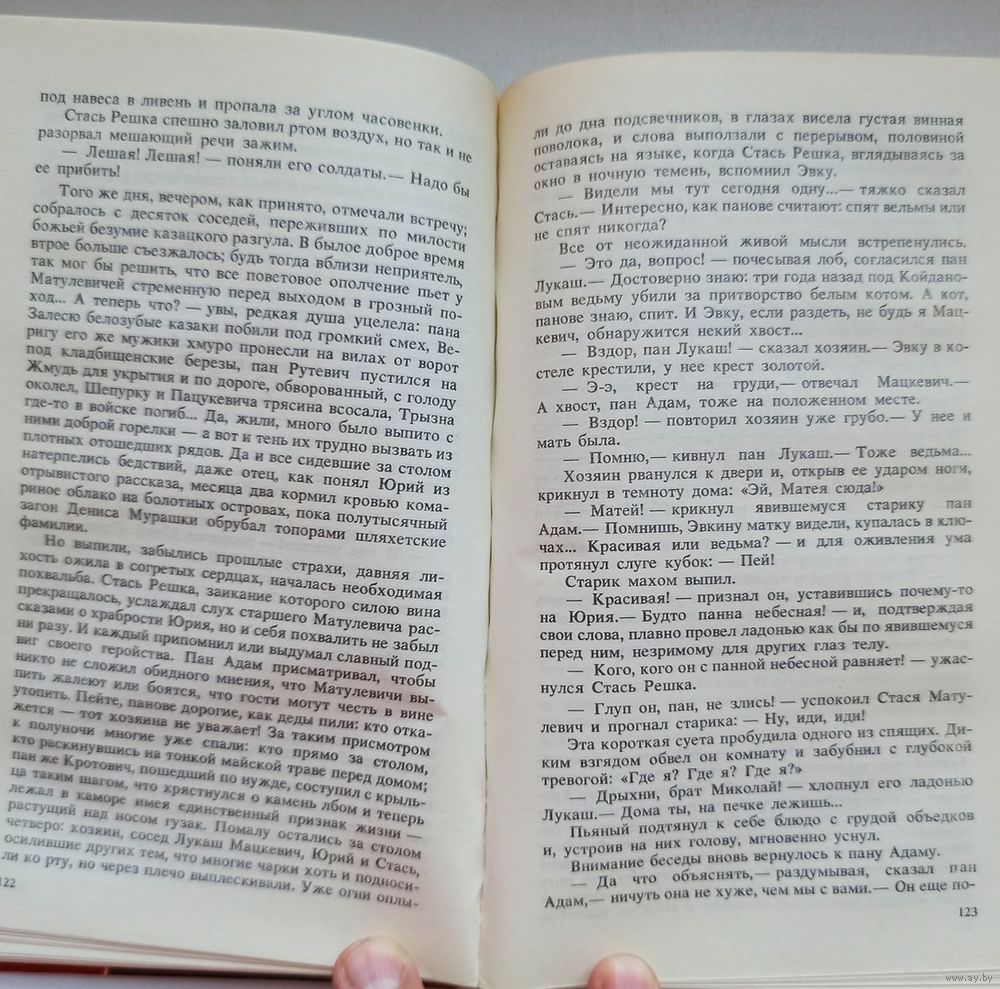 под навеса в ливень и пропала за углом часовенки.
Стась Решка спешно заловил ртом воздух, но так и не
разорвал мешающий речи зажим.
— Лешая! Лешая! — поняли его солдаты.— Надо бы
ее прибить!
Того же дня, вечером, как принято, отмечали встречу;
собралось с десяток соседей, переживших по милости
божьей безумие казацкого разгула. В былое доброе время
втрое больше съезжалось; будь тогда вблизи неприятель,
так мог бы решить, что все поветовое ополчение пьет у
Матулевичей стременную перед выходом в грозный по-
ход... А теперь что? — увы, редкая душа уцелела: пана
Залесю белозубые казаки побили под громкий смех, Ве-
ригу его же мужики хмуро пронесли на вилах от ворот
под кладбищенские березы, пан Рутевич пустился на
Жмудь для укрытия и по дороге, обворованный, с голоду
околел, Шепурку и Пацукевича трясина всосала, Трызна
где-то в войске погиб... Да, жили, много было выпито с
ними доброй горелки — а вот и тень их трудно вызвать из
плотных отошедших рядов. Да и все сидевшие за столом
натерпелись бедствий, даже отец, как понял Юрий из
отрывистого рассказа, месяца два кормил кровью кома-
риное облако на болотных островах, пока полутысячный
загон Дениса Мурашки обрубал топорами шляхетские
фамилии.
Но выпили, забылись прошлые страхи, давняя ли-
хость ожила в согретых сердцах, началась необходимая
похвальба. Стась Решка, заикание которого силою вина
прекращалось, услаждал слух старшего Матулевича рас-
сказами о храбрости Юрия, но и себя похвалить не забыл
ни разу. И каждый припомнил или выдумал славный под-
виг своего геройства. Пан Адам присматривал, чтобы
никто не сложил обидного мнения, что Матулевичи вы-
пить жалеют или боятся, что гости могут честь в вине
утопить. Пейте, панове дорогие, как деды пили: кто отка-
жется — тот хозяина не уважает! За таким присмотром
к полуночи многие уже спали: кто прямо за столом,
кто раскинувшись на тонкой майской траве перед домом;
пан же Кротович, пошедший по нужде, соступил с крыль-
ца таким шагом, что хрястнулся о камень лбом и теперь
лежал в каморе имея единственный признак жизни —
растущий над носом гузак. Помалу остались за столом
четверо: хозяин, сосед Лукаш Мацкевич, Юрий и Стась,
осилившие других тем, что многие чарки хоть и подноси-
ли ко рту, но через плечо выплескивали. Уже огни оплы-
122
ли до дна подсвечников, в глазах висела густая винная
поволока, и слова выползали с перерывом, половиной
оставаясь на языке, когда Стась Решка, вглядываясь за
окно в ночную темень, вспомнил Эвку.
— Видели мы тут сегодня одну...— тяжко сказал
Стась.— Интересно, как панове считают: спят вельмы или
не спят никогда?
Все от неожиданной живой мысли встрепенулись.
— Это да, вопрос! — почесывая лоб, согласился пан
Лукаш.— Достоверно знаю: три года назад под Койдано-
вым ведьму убили за притворство белым котом. А кот,
панове знаю, спит. И Эвку, если раздеть, не будь я Мац-
кевич, обнаружится некий хвост...
— Вздор, пан Лукаш! — сказал хозяин.— Эвку в ко-
стеле крестили, у нее крест золотой.
— Э-э, крест на груди,— отвечал Мацкевич.—
А хвост, пан Адам, тоже на положенном месте.
— Вздор! — повторил хозяин уже грубо.— У нее и
мать была.
— Помню,— кивнул пан Лукаш.— Тоже ведьма...
Хозяин рванулся к двери и, открыв ее ударом ноги,
крикнул в темноту дома: «Эй, Матея сюда!»
— Матей! — крикнул явившемуся старику пан
Адам.— Помнишь, Эвкину матку видели, купалась в клю-
чах... Красивая или ведьма? — и для оживления ума
протянул слуге кубок: — Пей!
Старик махом выпил.
— Красивая! — признал он, уставившись почему-то
на Юрия.— Будто панна небесная! — и, подтверждая
свои слова, плавно провел ладонью как бы по явившемуся
перед ним, незримому для других глаз телу.
— Кого, кого он с панной небесной равняет! — ужас-
нулся Стась Решка.
— Глуп он, пан, не злись! — успокоил Стася Мату-
левич и прогнал старика: — Ну, иди, иди!
Эта короткая суета пробудила одного из спящих. Ди-
ким взглядом обвел он комнату и забубнил с глубокой
тревогой: «Где я? Где я? Где я?»
— Дрыхни, брат Миколай! — хлопнул его ладонью
Лукаш.— Дома ты, на печке лежишь...
Пьяный подтянул к себе блюдо с грудой объедков
и, устроив на них голову, мгновенно уснул.
Внимание беседы вновь вернулось к пану Адаму.
— Да что объяснять,— раздумывая, сказал пан
Адам,— ничуть она не хуже, чем мы с вами.— Он еще по-
123
www.ay.by